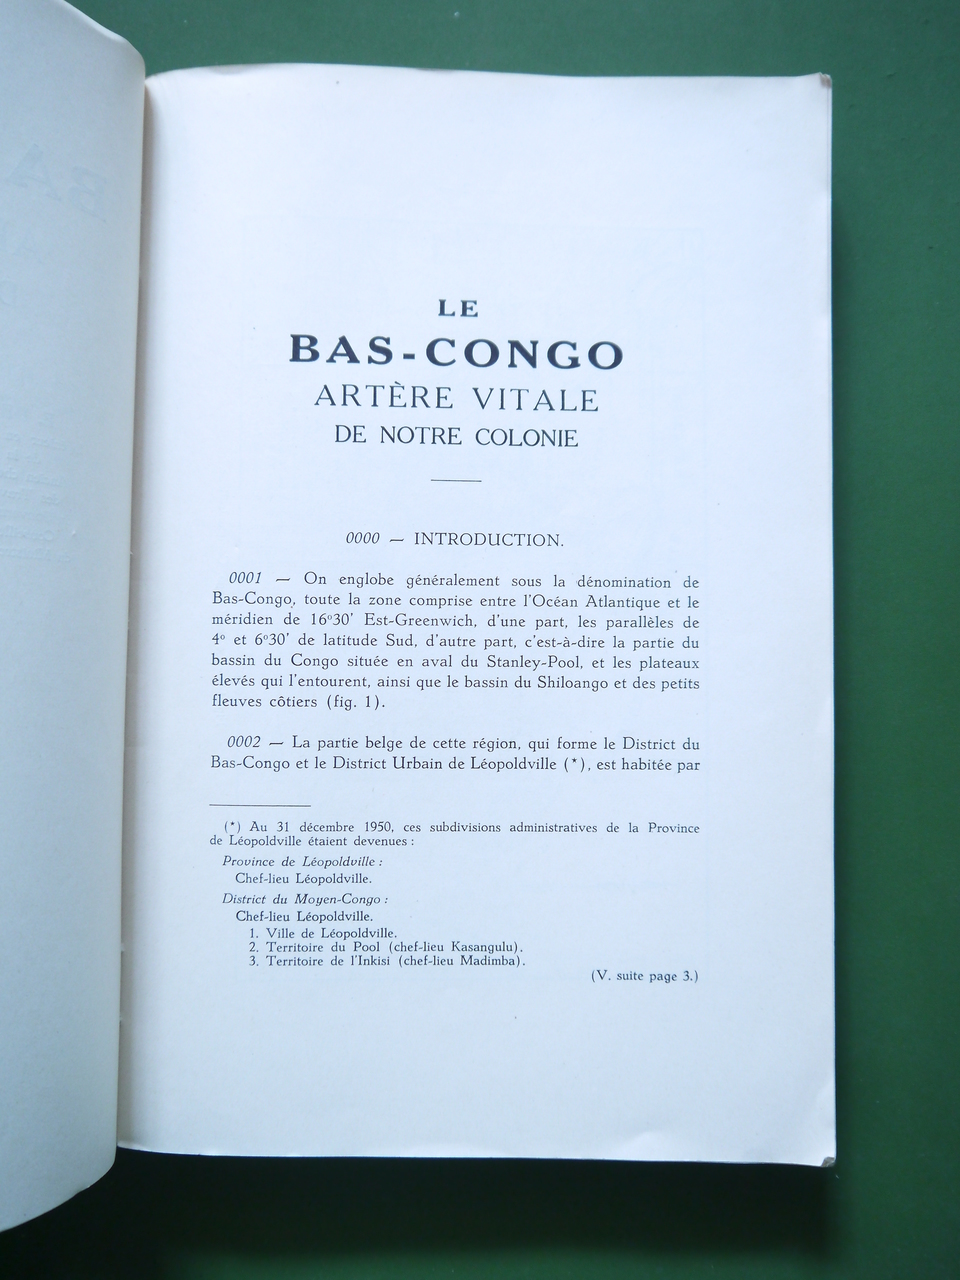 LE
BAS-CONGO
ARTÈRE VITALE
DE NOTRE COLONIE
0000 — INTRODUCTION.
0001 — On englobe généralement sous la dénomination de
Bas-Congo, toute la zone comprise entre l'Océan Atlantique et le
méridien de 16°30' Est-Greenwich, d'une part, les parallèles de
4° et 6°30' de latitude Sud, d'autre part, c'est-à-dire la partie du
bassin du Congo située en aval du Stanley-Pool, et les plateaux
élevés qui l'entourent, ainsi que le bassin du Shiloango et des petits
fleuves côtiers (fig. 1).
0002 — La partie belge de cette région, qui forme le District du
Bas-Congo et le District Urbain de Léopoldville (*), est habitée par
(*) Au 31 décembre 1950, ces subdivisions administratives de la Province
de Léopoldville étaient devenues :
Province de Léopoldville :
Chef-lieu Léopoldville.
District du Moyen-Congo :
Chef-lieu Léopoldville.
1. Ville de Léopoldville.
2. Territoire du Pool (chef-lieu Kasangulu).
3. Territoire de l'Inkisi (chef-lieu Madimba).
(V. suite page 3.)